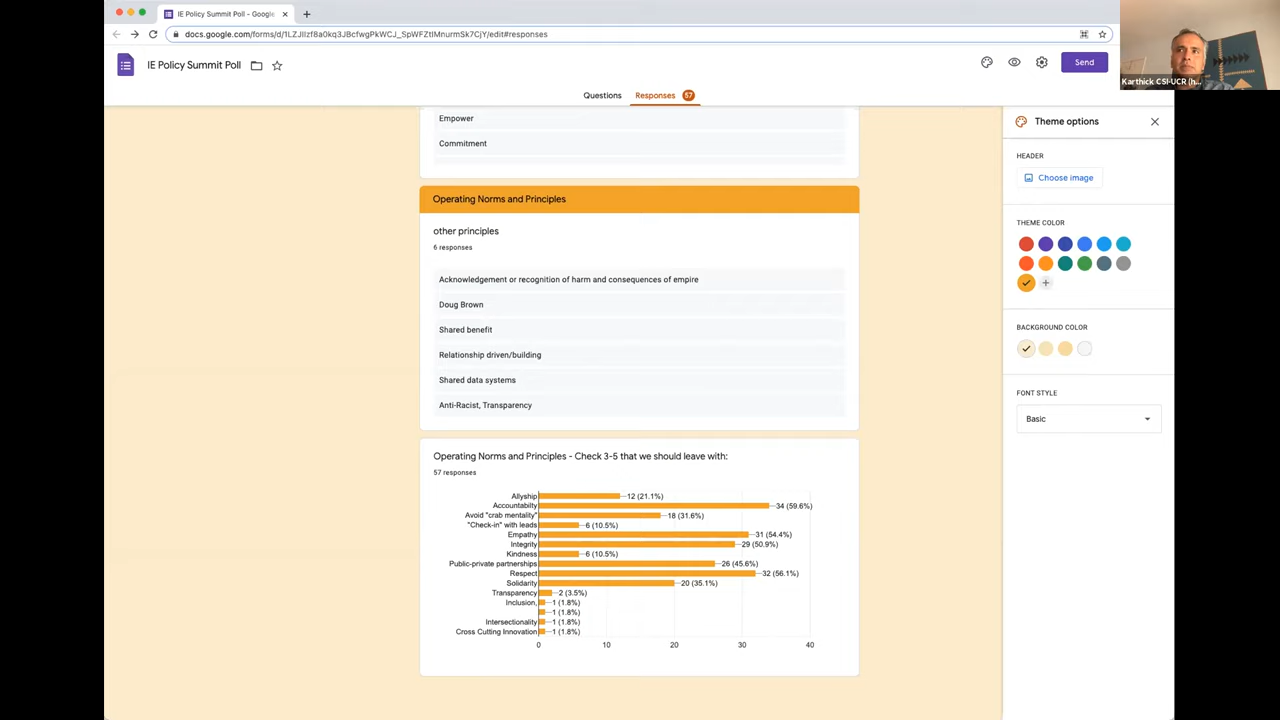 IE Policy Summit Poll - Google
docs.google.com/forms/d/1LZJIIzf8a0kq3JBcfwgPkWCJ_SpWFZtlMnurmSk7CjY/edit#responses
IE Policy Summit Poll
Send
Karthick CSI-UCR (h...
Questions
Responses 57
Empower
Commitment
Operating Norms and Principles
other principles
6 responses
Acknowledgement or recognition of harm and consequences of empire
Doug Brown
Shared benefit
Relationship driven/building
Shared data systems
Anti-Racist, Transparency
Operating Norms and Principles - Check 3-5 that we should leave with:
57 responses
Allyship 12 (21.1%)
Accountabilty 34 (59.6%)
Avoid "crab mentality" 18 (31.6%)
"Check-in" with leads 6 (10.5%)
Empathy 31 (54.4%)
Integrity 29 (50.9%)
Kindness 6 (10.5%)
Public-private partnerships 26 (45.6%)
Respect 32 (56.1%)
Solidarity 20 (35.1%)
Transparency 2 (3.5%)
Inclusion, 1 (1.8%)
1 (1.8%)
Intersectionality 1 (1.8%)
Cross Cutting Innovation 1 (1.8%)
0 10 20 30 40
Theme options
HEADER
Choose image
THEME COLOR
BACKGROUND COLOR
FONT STYLE
Basic